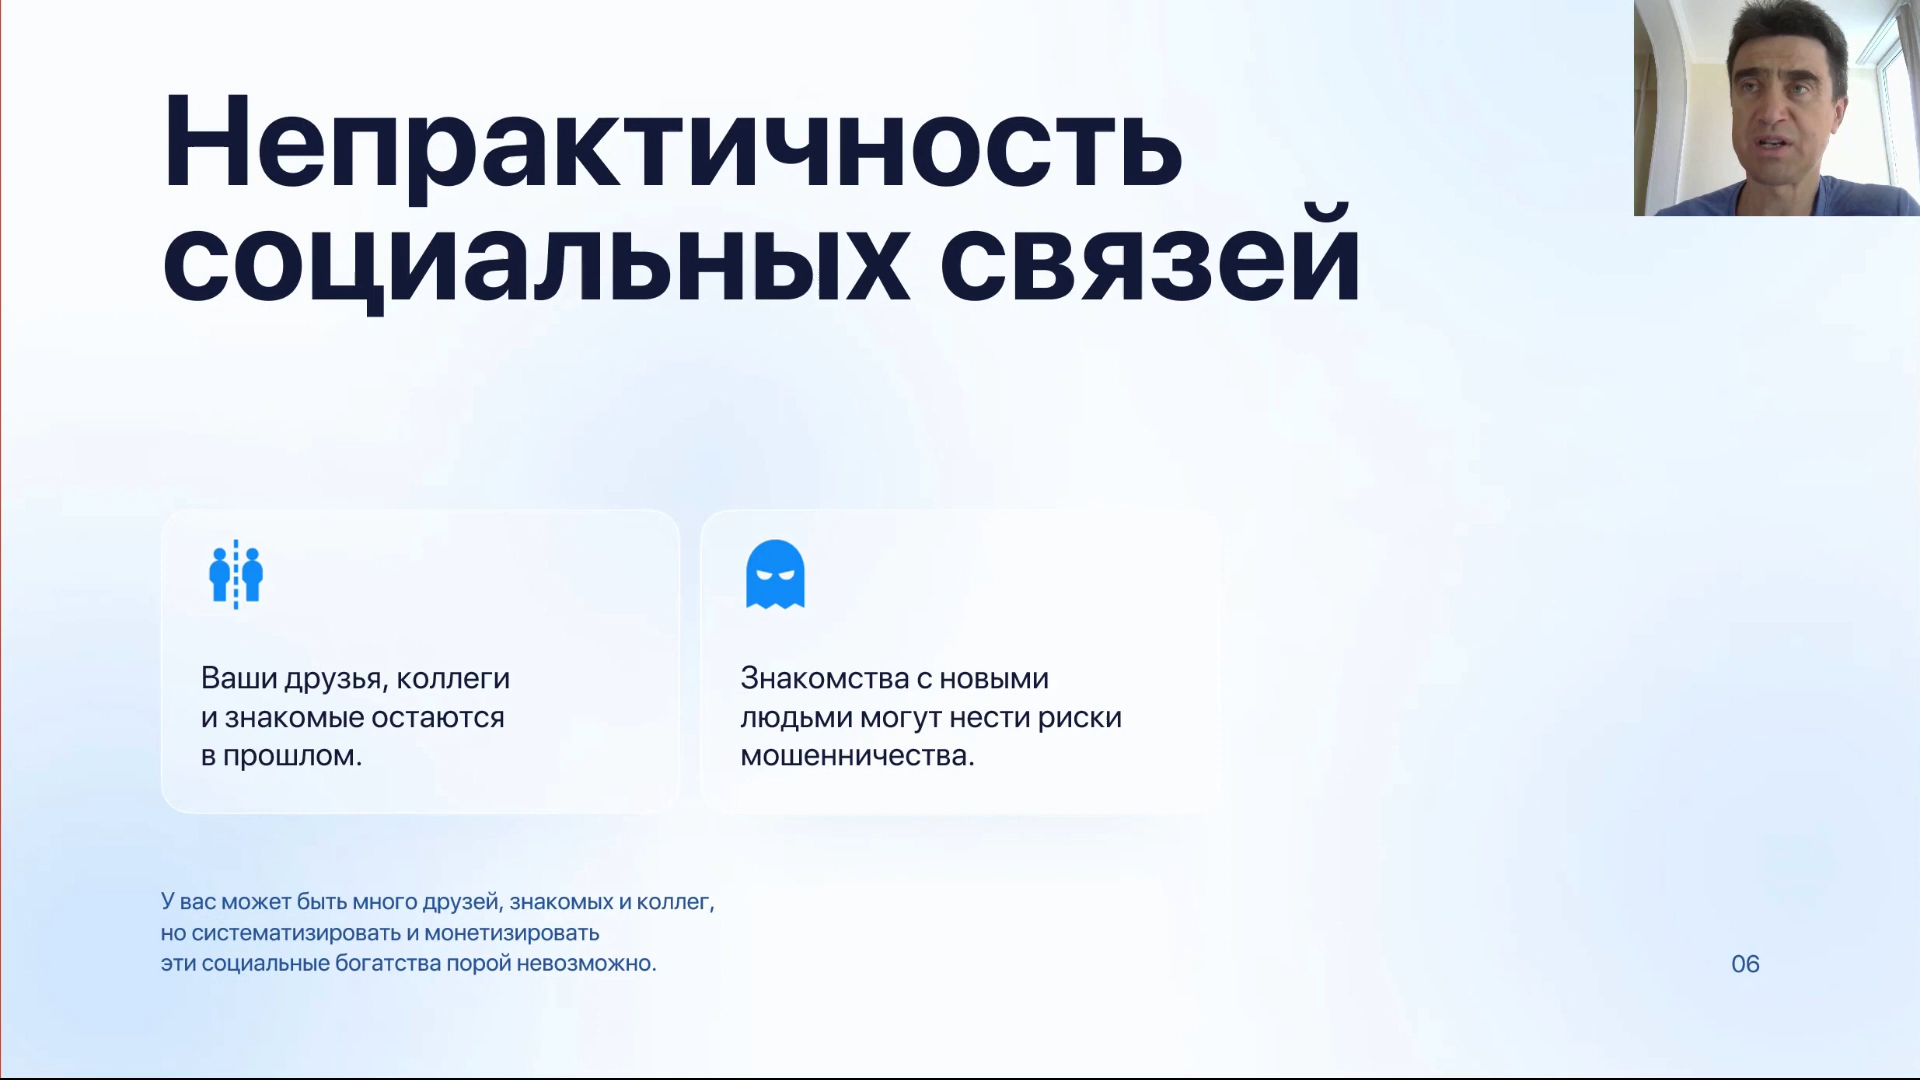 Непрактичность
социальных связей
Ваши друзья, коллеги
и знакомые остаются
в прошлом.
Знакомства с новыми
людьми могут нести риски
мошенничества.
У вас может быть много друзей, знакомых и коллег,
но систематизировать и монетизировать
эти социальные богатства порой невозможно.
06